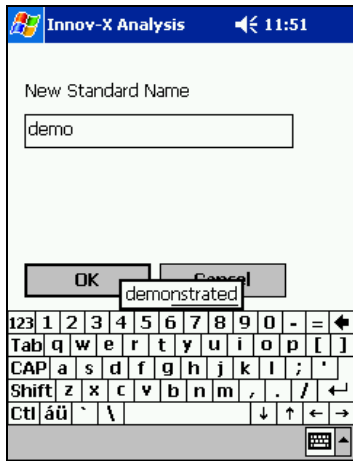 Innov-X Analysis 11:51
New Standard Name
demo
OK Cancel
demonstrated
123 1 2 3 4 5 6 7 8 9 0 - = 
Tab q w e r t y u i o p [ ]
CAP a s d f g h j k l ; '
Shift z x c v b n m , . / ↵
Ctl áü ` \ ↓ ↑ ← →